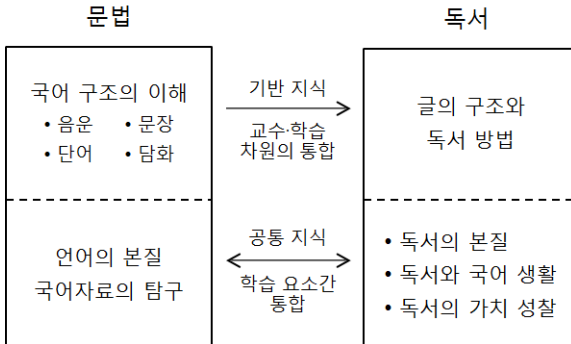 문법
국어 구조의 이해
• 음운 • 문장
• 단어 • 담화
언어의 본질
국어자료의 탐구
기반 지식
교수·학습
차원의 통합
공통 지식
학습 요소간
통합
독서
글의 구조와
독서 방법
• 독서의 본질
• 독서와 국어 생활
• 독서의 가치 성찰